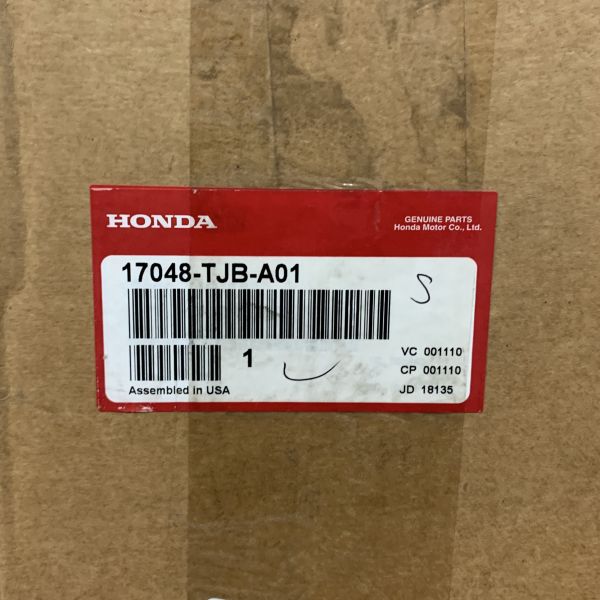 HONDA
GENUINE PARTS
Honda Motor Co., Ltd.
17048-TJB-A01
S
1
VC 001110
CP 001110
Assembled in USA
JD 18135